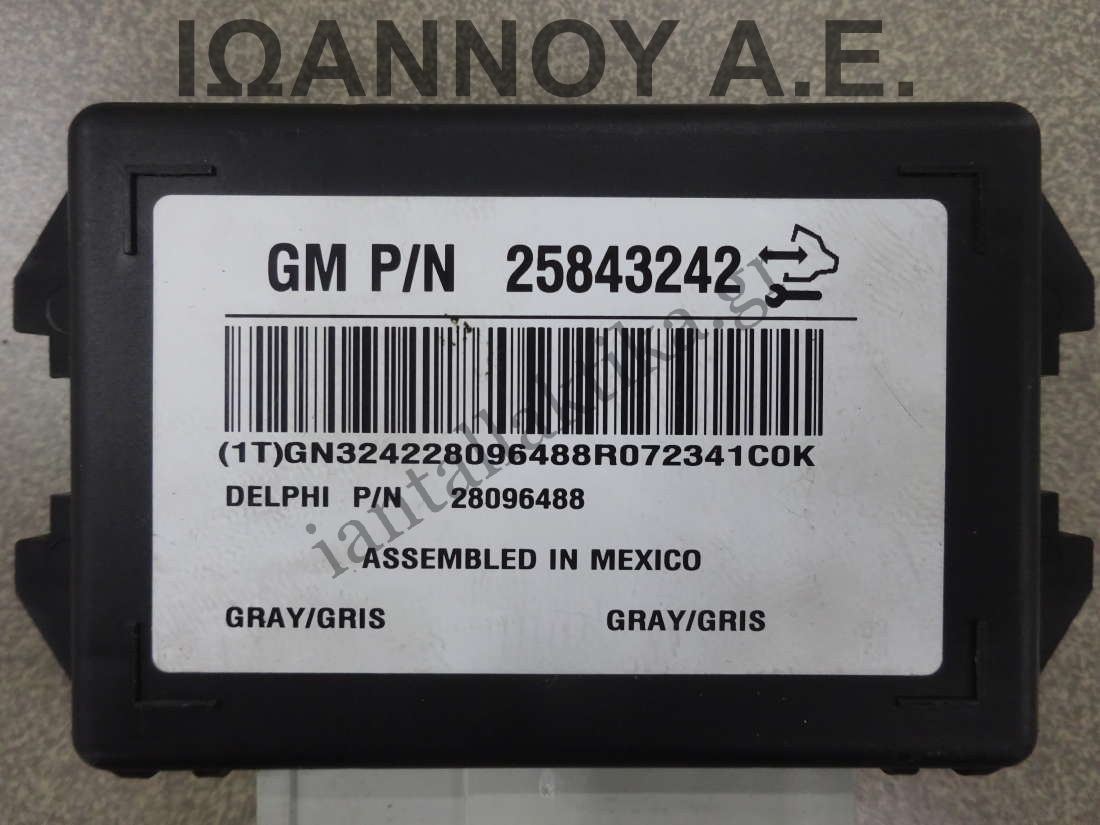 ΙΩΑΝΝΟΥ Α.Ε.
GM P/N 25843242
(1T)GN324228096488R072341C0K
DELPHI P/N 28096488
ASSEMBLED IN MEXICO
GRAY/GRIS GRAY/GRIS
iantallaktika.gr